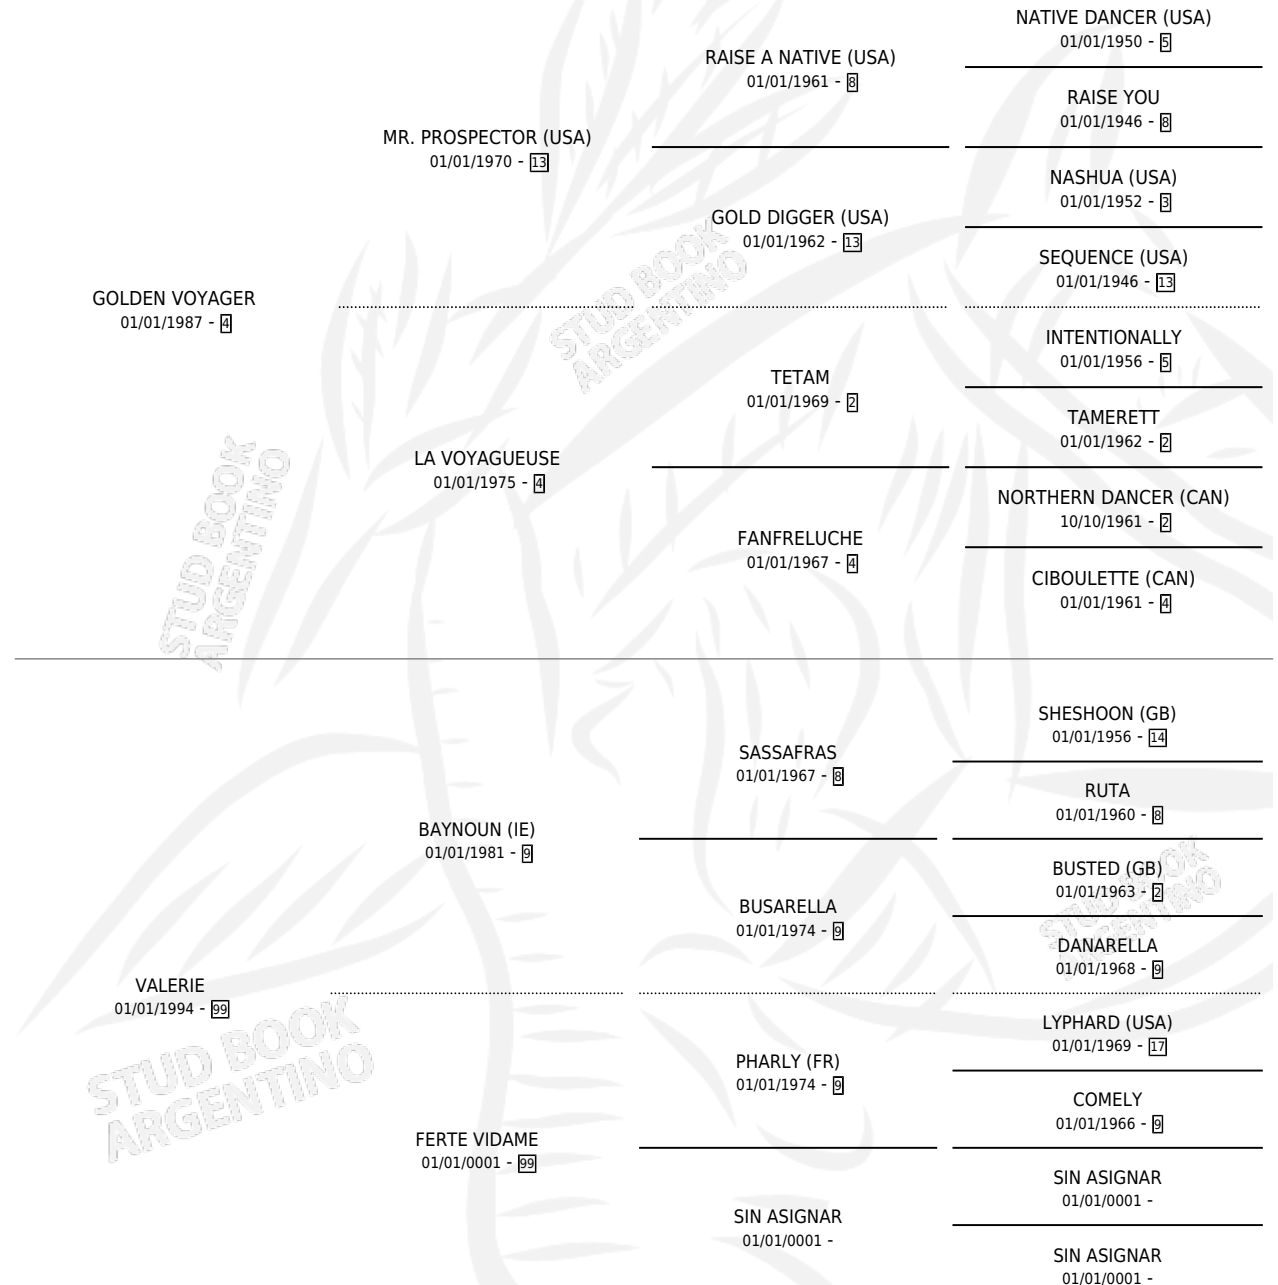 NATIVE DANCER (USA)
01/01/1950 - 5
RAISE A NATIVE (USA)
01/01/1961 - 8
RAISE YOU
01/01/1946 - 8
MR. PROSPECTOR (USA)
01/01/1970 - 13
NASHUA (USA)
01/01/1952 - 3
GOLD DIGGER (USA)
01/01/1962 - 13
SEQUENCE (USA)
01/01/1946 - 13
GOLDEN VOYAGER
01/01/1987 - 4
INTENTIONALLY
01/01/1956 - 5
TETAM
01/01/1969 - 2
TAMERETT
01/01/1962 - 2
LA VOYAGUEUSE
01/01/1975 - 4
NORTHERN DANCER (CAN)
10/10/1961 - 2
FANFRELUCHE
01/01/1967 - 4
CIBOULETTE (CAN)
01/01/1961 - 4
STUD BOOK
ARGENTINO
STUD BOOK
ARGENTINO
SHESHOON (GB)
01/01/1956 - 14
SASSAFRAS
01/01/1967 - 8
RUTA
01/01/1960 - 8
BAYNOUN (IE)
01/01/1981 - 9
BUSTED (GB)
01/01/1963 - 2
BUSARELLA
01/01/1974 - 9
DANARELLA
01/01/1968 - 9
VALERIE
01/01/1994 - 99
LYPHARD (USA)
01/01/1969 - 17
PHARLY (FR)
01/01/1974 - 9
COMELY
01/01/1966 - 9
FERTE VIDAME
01/01/0001 - 99
SIN ASIGNAR
01/01/0001 -
SIN ASIGNAR
01/01/0001 -
SIN ASIGNAR
01/01/0001 -
STUD BOOK
ARGENTINO
STUD BOOK
ARGENTINO